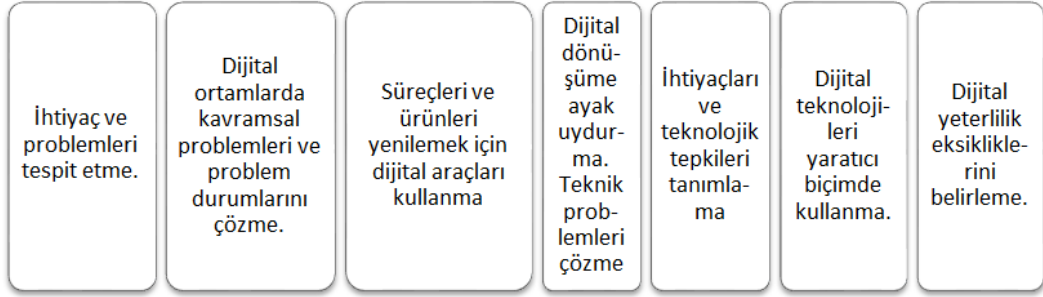 İhtiyaç ve
problemleri
tespit etme.
Dijital
ortamlarda
kavramsal
problemleri ve
problem
durumlarını
çözme.
Süreçleri ve
ürünleri
yenilemek için
dijital araçları
kullanma
Dijital
dönü-
şüme
ayak
uydur-
ma.
Teknik
prob-
lemleri
çözme
İhtiyaçları
ve
teknolojik
tepkileri
tanımla-
ma
Dijital
teknoloji-
leri
yaratıcı
biçimde
kullanma.
Dijital
yeterlilik
eksiklikle-
rini
belirleme.